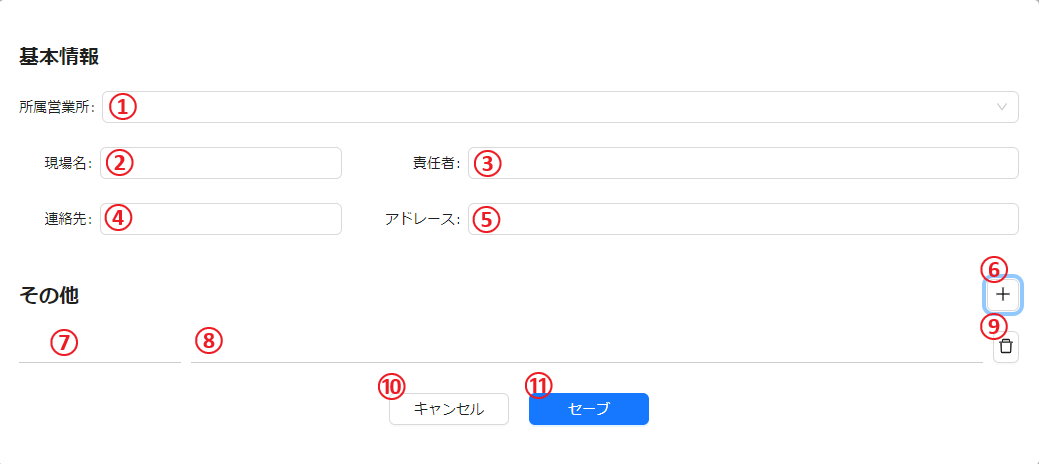 基本情報
所属営業所: ①
現場名: ② 責任者: ③
連絡先: ④ アドレース: ⑤
⑥
その他 +
⑦ ⑧ ⑨
⑩ ⑪
キャンセル セーブ